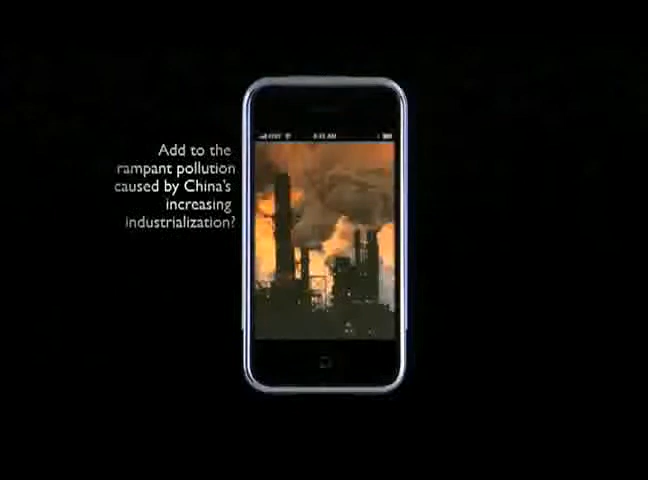 Add to the
rampant pollution
caused by China's
increasing
industrialization?